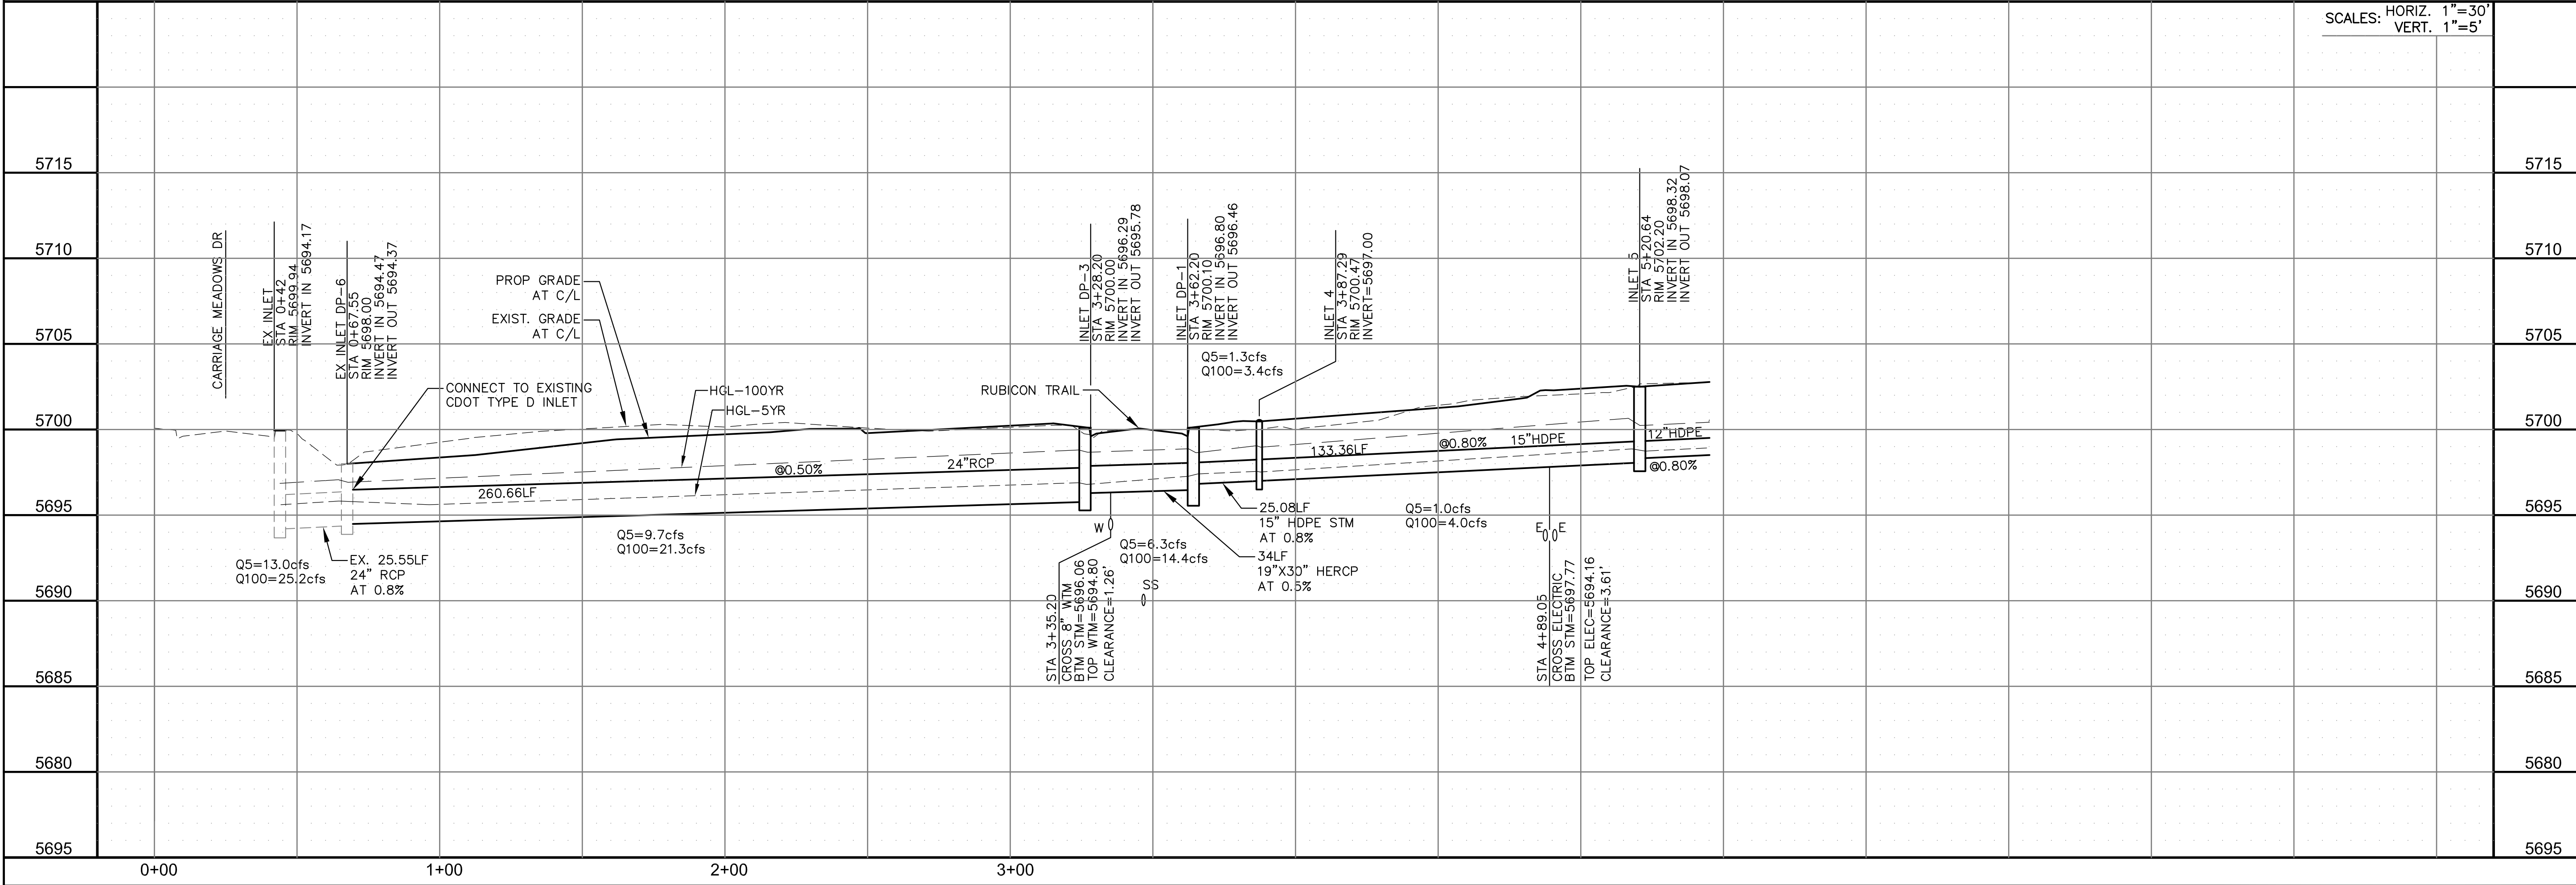 SCALES: HORIZ. 1"=30'
VERT. 1"=5'
5715
5715
5710
5710
5705
5705
5700
5700
5695
5695
5690
5690
5685
5685
5680
5680
5695
5695
CARRIAGE MEADOWS DR
EX INLET
STA 0+42
RIM 5699.94
INVERT IN 5694.17
EX INLET DP-6
STA 0+67.55
RIM 5698.00
INVERT IN 5694.47
INVERT OUT 5694.37
PROP GRADE
AT C/L
EXIST. GRADE
AT C/L
CONNECT TO EXISTING
CDOT TYPE D INLET
HGL-100YR
HGL-5YR
RUBICON TRAIL
INLET DP-3
STA 3+28.20
RIM 5700.00
INVERT IN 5696.29
INVERT OUT 5695.78
INLET DP-1
STA 3+62.20
RIM 5700.10
INVERT IN 5696.80
INVERT OUT 5696.46
Q5=1.3cfs
Q100=3.4cfs
INLET 4
STA 3+87.29
RIM 5700.47
INVERT=5697.00
INLET 5
STA 5+20.64
RIM 5702.20
INVERT IN 5698.32
INVERT OUT 5698.07
260.66LF
@0.50%
24"RCP
133.36LF
@0.80%
15"HDPE
12"HDPE
@0.80%
Q5=13.0cfs
Q100=25.2cfs
EX. 25.55LF
24" RCP
AT 0.8%
Q5=9.7cfs
Q100=21.3cfs
W
Q5=6.3cfs
Q100=14.4cfs
SS
25.08LF
15" HDPE STM
AT 0.8%
34LF
19"X30" HERCP
AT 0.5%
Q5=1.0cfs
Q100=4.0cfs
E E
STA 3+35.20
CROSS 8" WTM
BTM STM=5696.06
TOP WTM=5694.80
CLEARANCE=1.26'
STA 4+89.05
CROSS ELECTRIC
BTM STM=5697.77
TOP ELEC=5694.16
CLEARANCE=3.61'
0+00
1+00
2+00
3+00